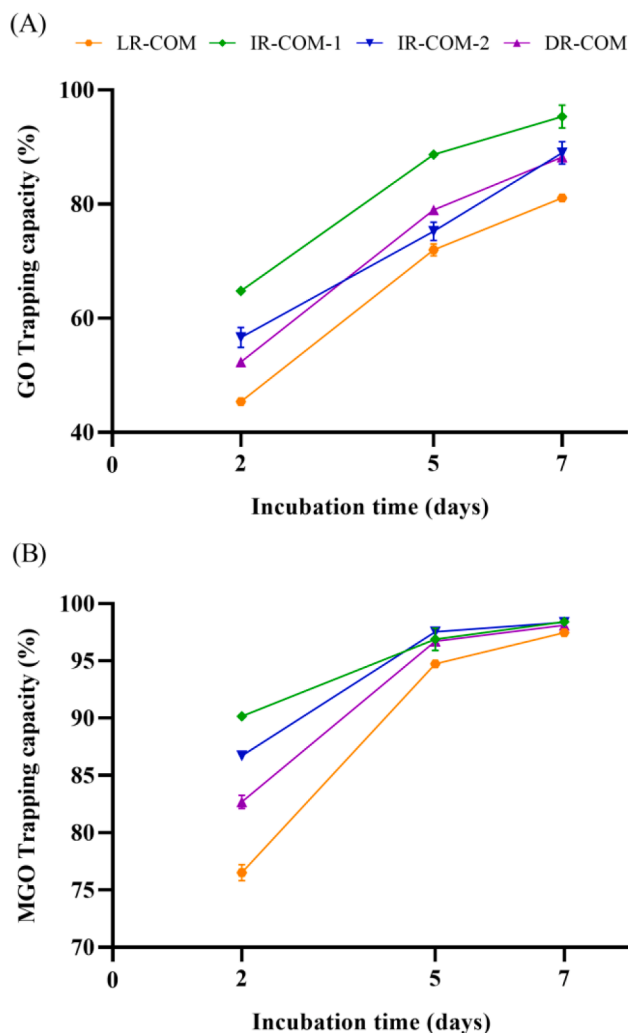 (A)
LR-COM IR-COM-1 IR-COM-2 DR-COM
100
80
60
40
GO Trapping capacity (%)
0 2 5 7
Incubation time (days)
(B)
100
95
90
85
80
75
70
MGO Trapping capacity (%)
0 2 5 7
Incubation time (days)